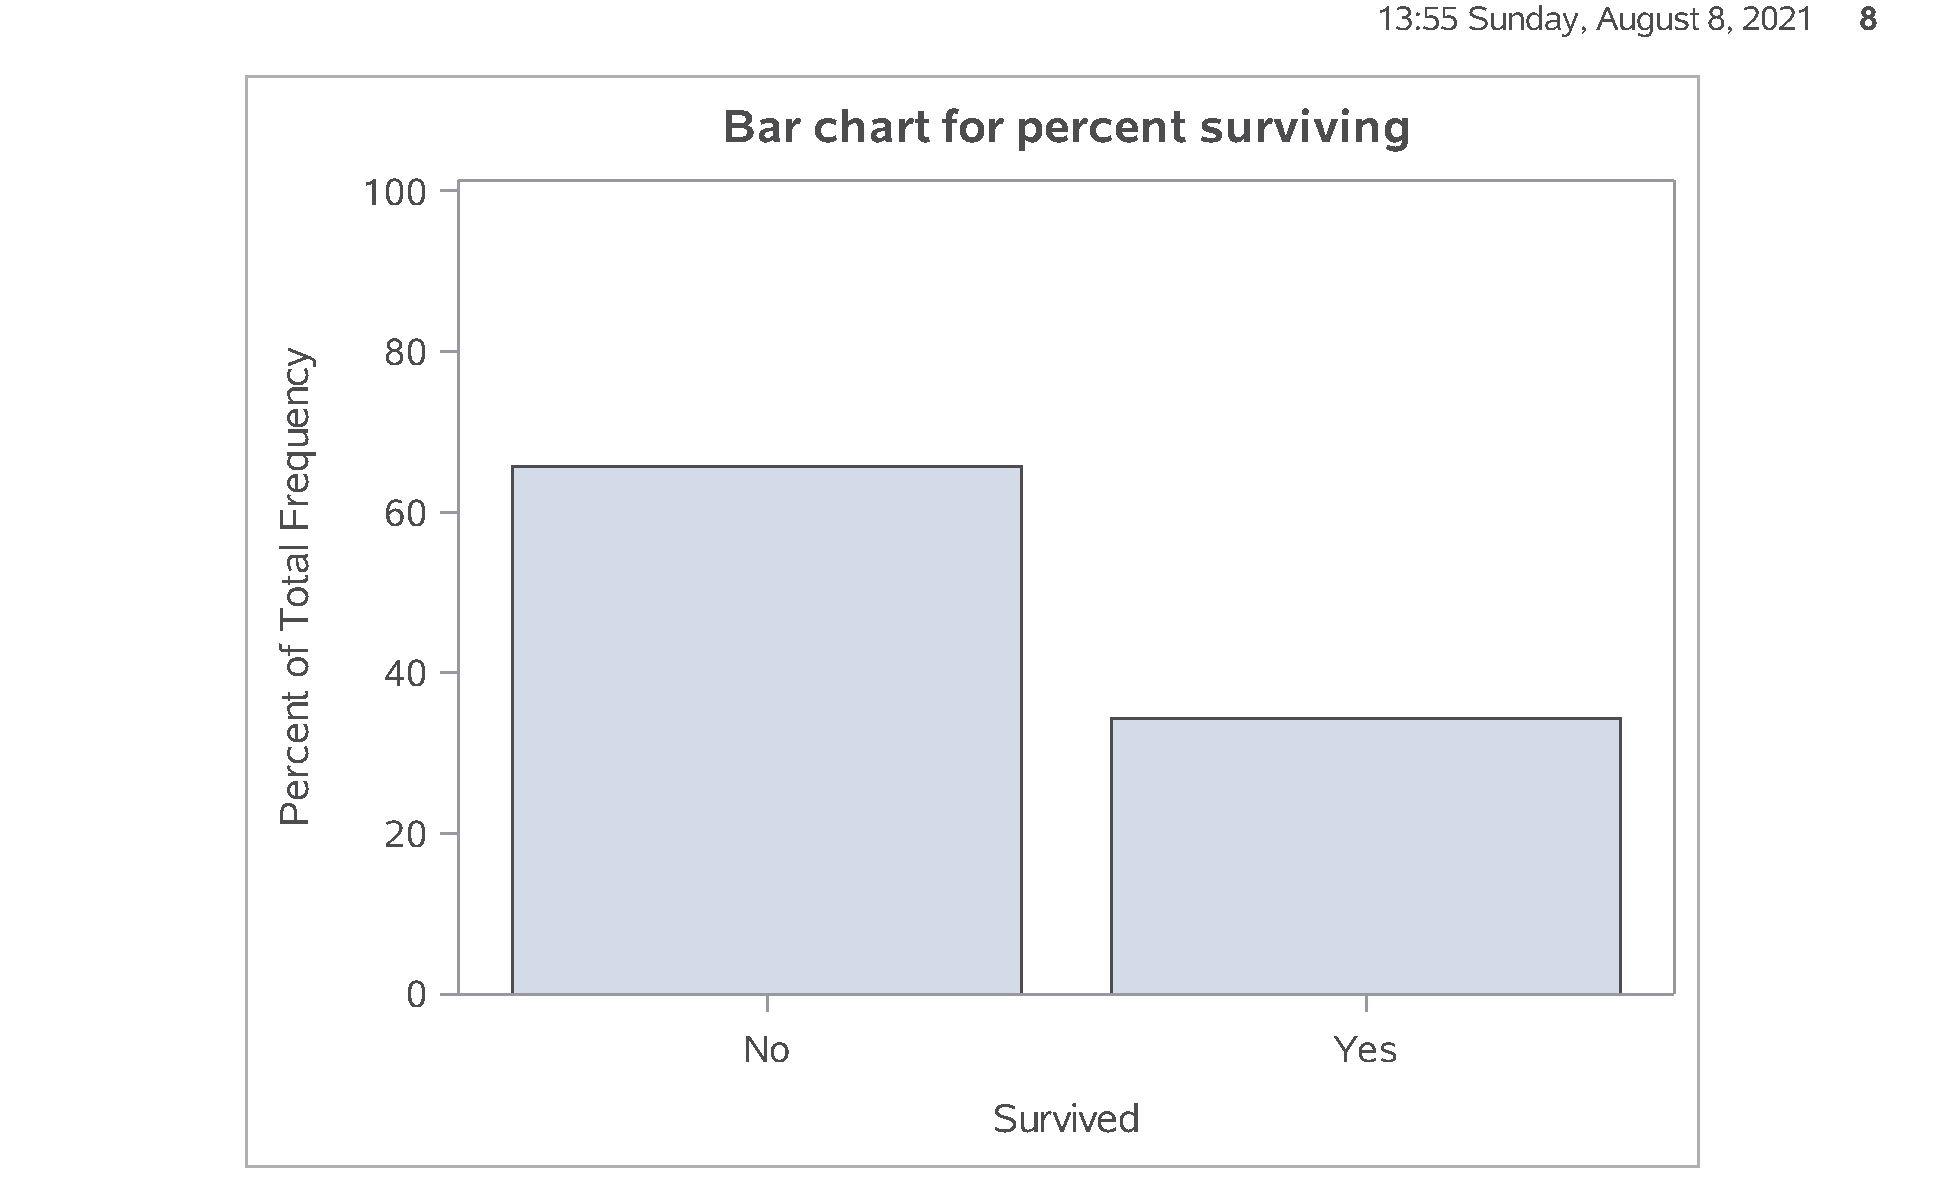 13:55 Sunday, August 8, 2021 8
Bar chart for percent surviving
Percent of Total Frequency
100
80
60
40
20
0
No Yes
Survived